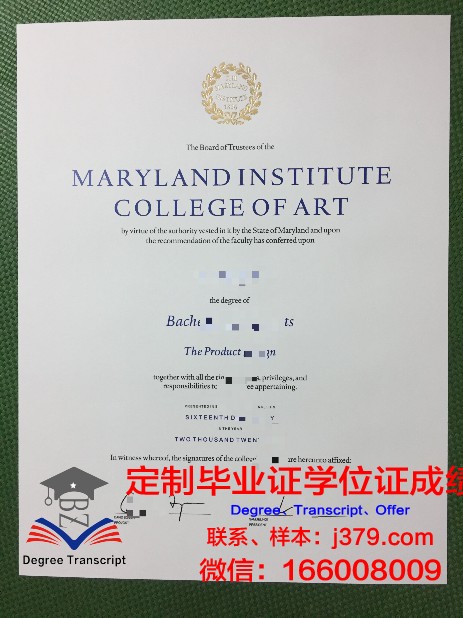 The Board of Trustees of the
MARYLAND INSTITUTE
COLLEGE OF ART
by virtue of the authority vested in it by the State of Maryland and upon
the recommendation of the faculty has conferred upon
the degree of
Bache ts
The Product
together with all the privileges, and
responsibilities to appertaining.
SIXTEENTH D Y
TWO THOUSAND TWENT
In witness whereof, the signatures of the college are hereunto affixed:
定制毕业证学位证成绩
Degree、Transcript、Offer
联系、样本：j379.com
微信：166008009
BZ
Degree Transcript